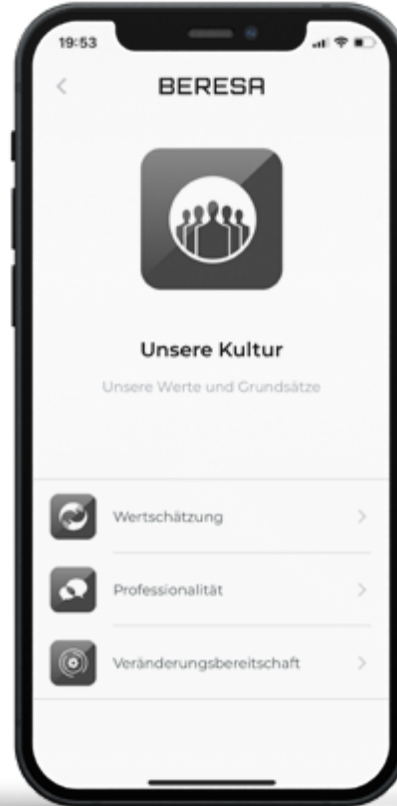 19:53
BERESA
Unsere Kultur
Unsere Werte und Grundsätze
Wertschätzung
Professionalität
Veränderungsbereitschaft